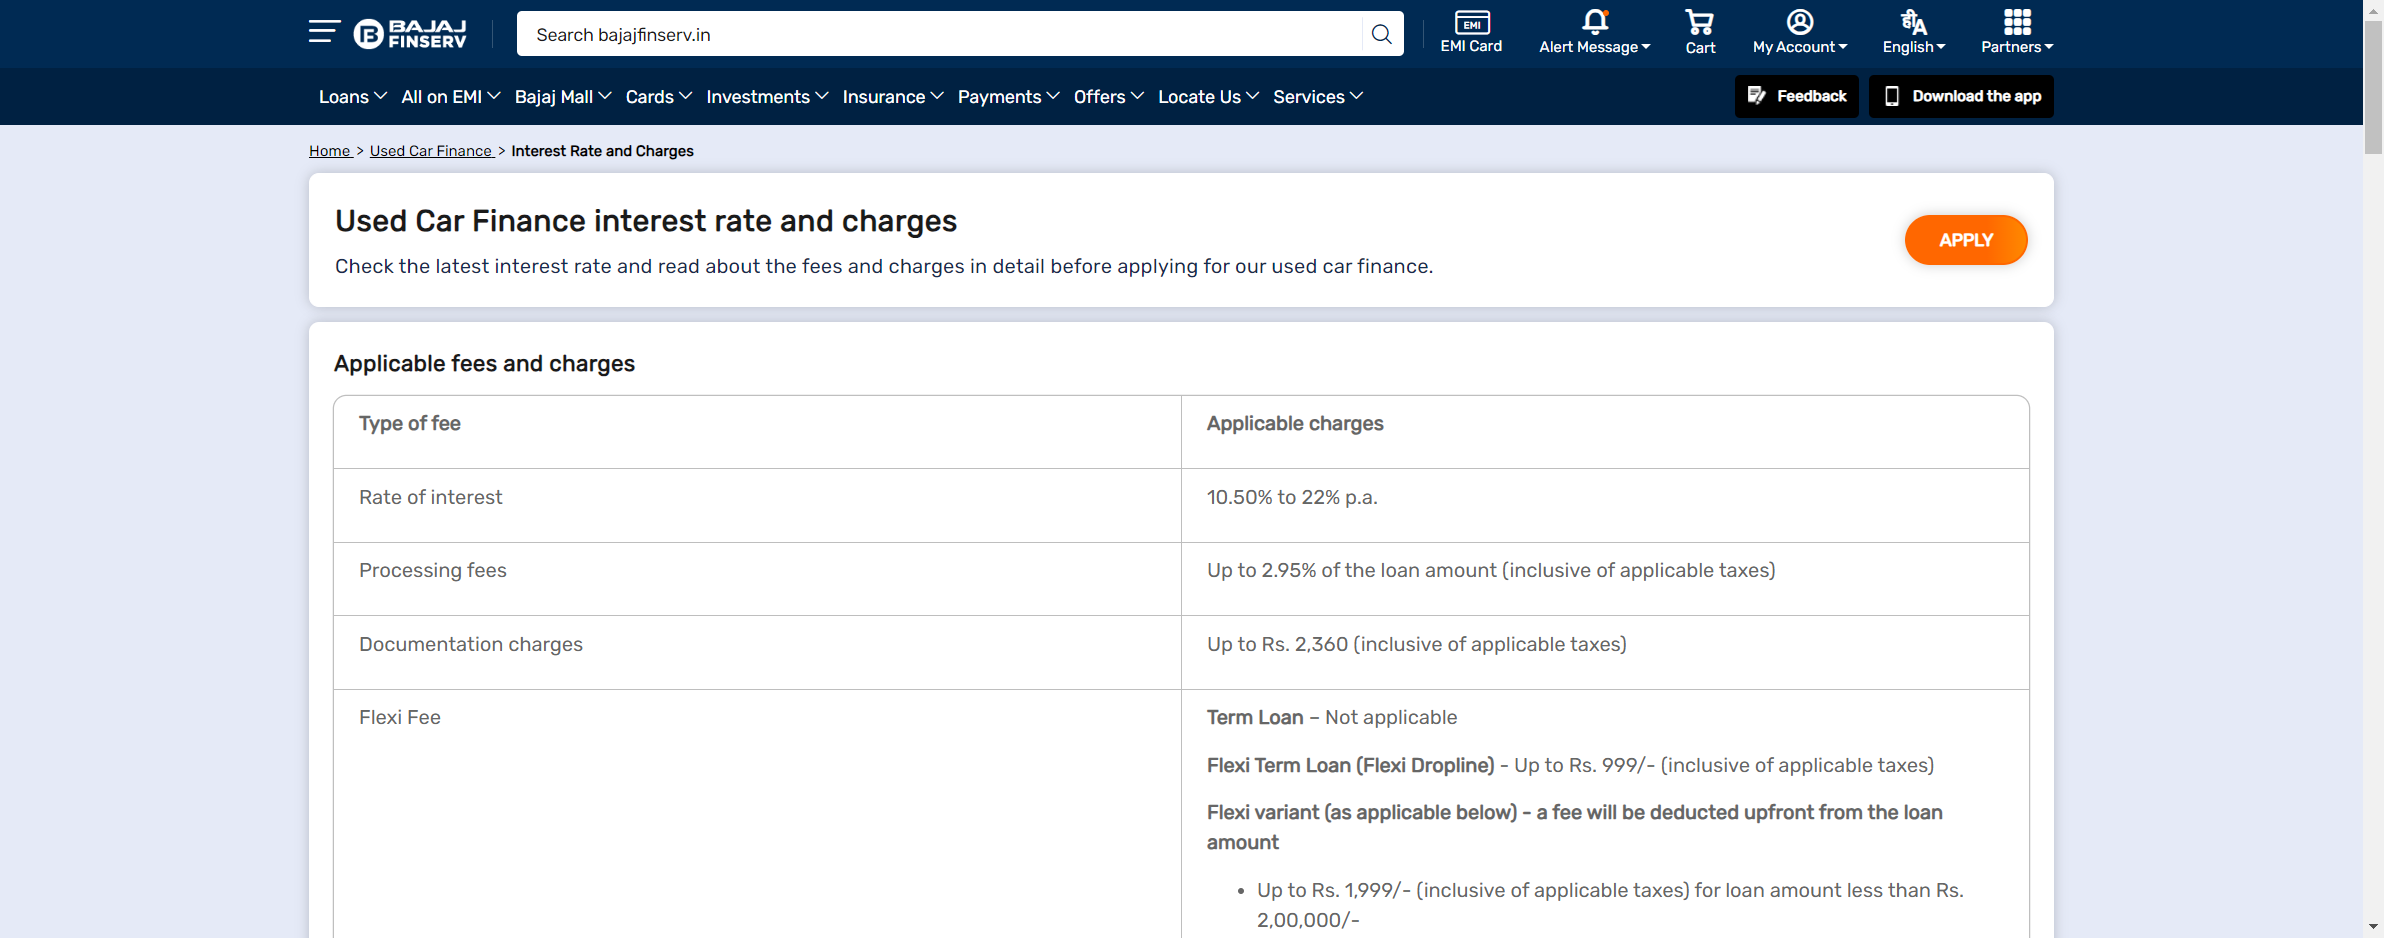 BAJAJ
FINSERV
Search bajajfinserv.in
EMI
EMI Card
Alert Message
Cart
My Account
ही A
English
Partners
Loans All on EMI Bajaj Mall Cards Investments Insurance Payments Offers Locate Us Services
Feedback
Download the app
Home > Used Car Finance > Interest Rate and Charges
Used Car Finance interest rate and charges
Check the latest interest rate and read about the fees and charges in detail before applying for our used car finance.
APPLY
Applicable fees and charges
Type of fee
Applicable charges
Rate of interest
10.50% to 22% p.a.
Processing fees
Up to 2.95% of the loan amount (inclusive of applicable taxes)
Documentation charges
Up to Rs. 2,360 (inclusive of applicable taxes)
Flexi Fee
Term Loan – Not applicable
Flexi Term Loan (Flexi Dropline) - Up to Rs. 999/- (inclusive of applicable taxes)
Flexi variant (as applicable below) - a fee will be deducted upfront from the loan
amount
• Up to Rs. 1,999/- (inclusive of applicable taxes) for loan amount less than Rs.
2,00,000/-